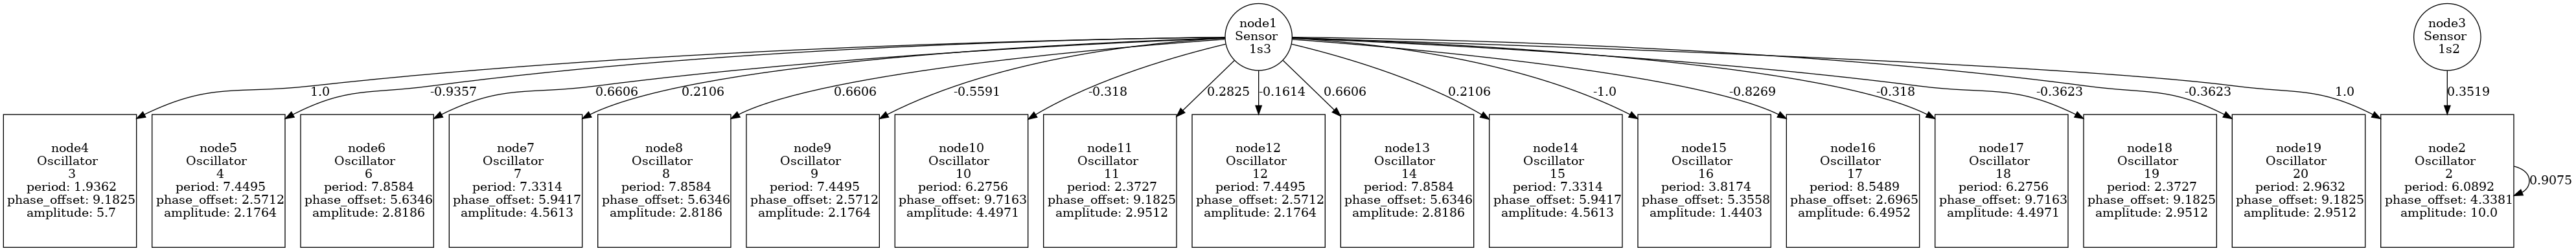 node1
Sensor
1s3
node3
Sensor
1s2
1.0
-0.9357
0.6606
0.2106
0.6606
-0.5591
-0.318
0.2825
-0.1614
0.6606
0.2106
-1.0
-0.8269
-0.318
-0.3623
-0.3623
1.0
0.3519
node4
Oscillator
3
period: 1.9362
phase_offset: 9.1825
amplitude: 5.7
node5
Oscillator
4
period: 7.4495
phase_offset: 2.5712
amplitude: 2.1764
node6
Oscillator
6
period: 7.8584
phase_offset: 5.6346
amplitude: 2.8186
node7
Oscillator
7
period: 7.3314
phase_offset: 5.9417
amplitude: 4.5613
node8
Oscillator
8
period: 7.8584
phase_offset: 5.6346
amplitude: 2.8186
node9
Oscillator
9
period: 7.4495
phase_offset: 2.5712
amplitude: 2.1764
node10
Oscillator
10
period: 6.2756
phase_offset: 9.7163
amplitude: 4.4971
node11
Oscillator
11
period: 2.3727
phase_offset: 9.1825
amplitude: 2.9512
node12
Oscillator
12
period: 7.4495
phase_offset: 2.5712
amplitude: 2.1764
node13
Oscillator
14
period: 7.8584
phase_offset: 5.6346
amplitude: 2.8186
node14
Oscillator
15
period: 7.3314
phase_offset: 5.9417
amplitude: 4.5613
node15
Oscillator
16
period: 3.8174
phase_offset: 5.3558
amplitude: 1.4403
node16
Oscillator
17
period: 8.5489
phase_offset: 2.6965
amplitude: 6.4952
node17
Oscillator
18
period: 6.2756
phase_offset: 9.7163
amplitude: 4.4971
node18
Oscillator
19
period: 2.3727
phase_offset: 9.1825
amplitude: 2.9512
node19
Oscillator
20
period: 2.9632
phase_offset: 9.1825
amplitude: 2.9512
node2
Oscillator
2
period: 6.0892
phase_offset: 4.3381
amplitude: 10.0
0.9075